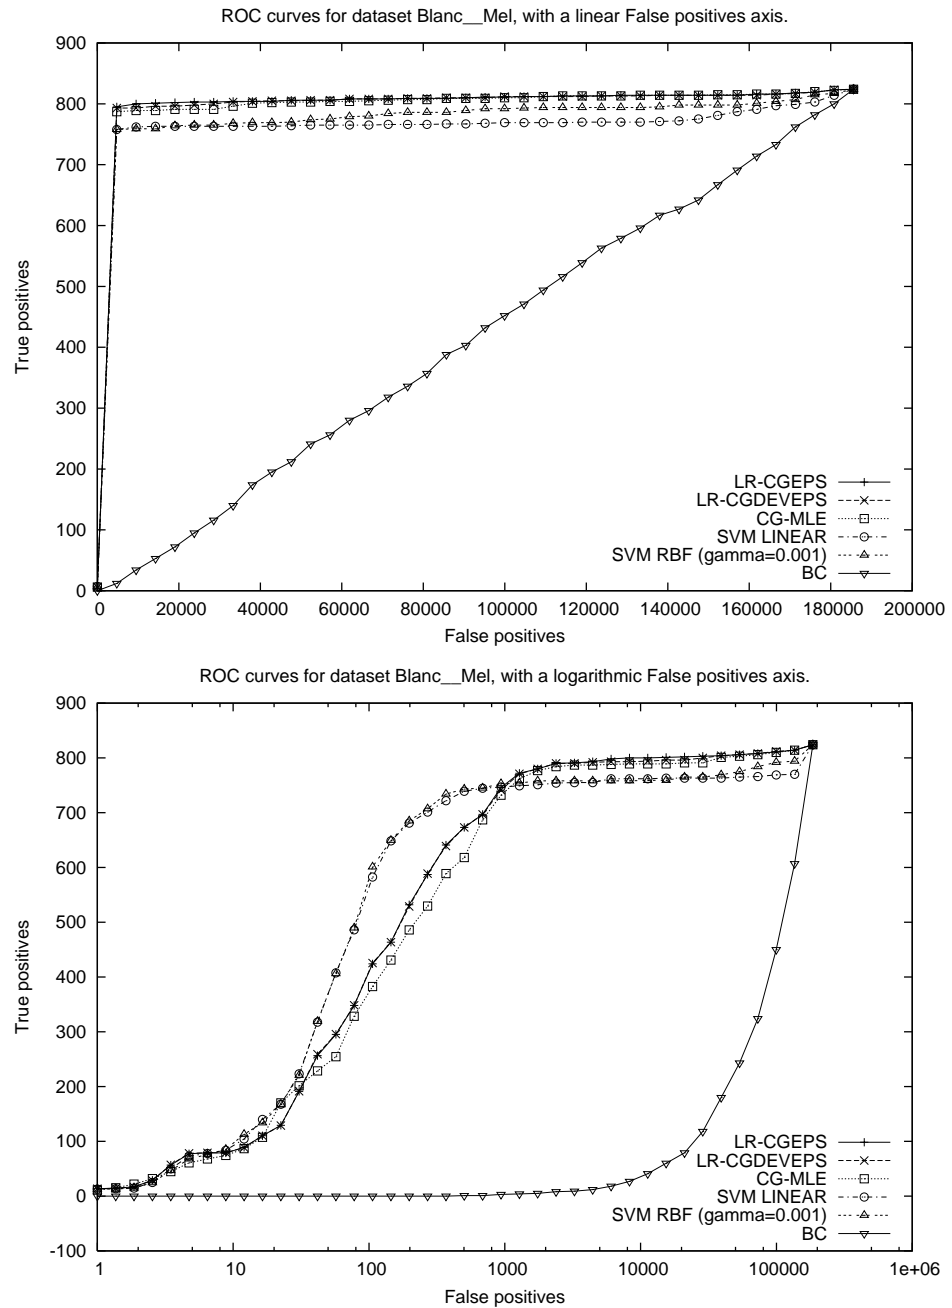 ROC curves for dataset Blanc__Mel, with a linear False positives axis.
900
800
700
600
500
400
300
200
100
0
True positives
LR-CGEPS
LR-CGDEVEPS
CG-MLE
SVM LINEAR
SVM RBF (gamma=0.001)
BC
0 20000 40000 60000 80000 100000 120000 140000 160000 180000 200000
False positives
ROC curves for dataset Blanc__Mel, with a logarithmic False positives axis.
900
800
700
600
500
400
300
200
100
0
-100
True positives
LR-CGEPS
LR-CGDEVEPS
CG-MLE
SVM LINEAR
SVM RBF (gamma=0.001)
BC
1 10 100 1000 10000 100000 1e+06
False positives